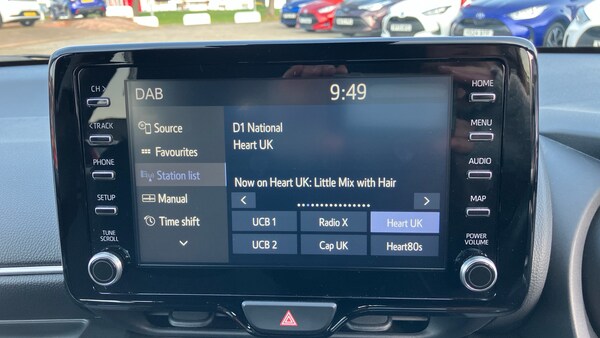 CH >
< TRACK
PHONE
SETUP
TUNE
SCROLL
DAB
9:49
Source
Favourites
Station list
Manual
Time shift
D1 National
Heart UK
Now on Heart UK: Little Mix with Hair
<
>
UCB 1
Radio X
Heart UK
UCB 2
Cap UK
Heart80s
HOME
MENU
AUDIO
MAP
POWER
VOLUME